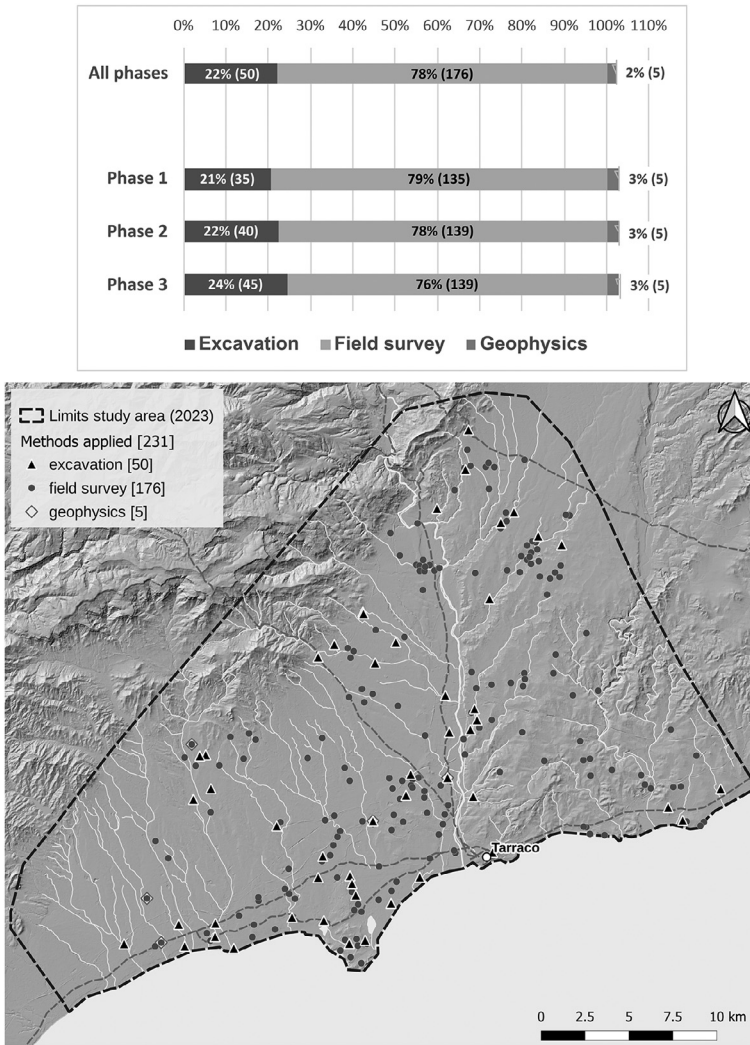 0% 10% 20% 30% 40% 50% 60% 70% 80% 90% 100% 110%
All phases 22% (50) 78% (176) 2% (5)
Phase 1 21% (35) 79% (135) 3% (5)
Phase 2 22% (40) 78% (139) 3% (5)
Phase 3 24% (45) 76% (139) 3% (5)
Excavation Field survey Geophysics
Limits study area (2023)
Methods applied [231]
excavation [50]
field survey [176]
geophysics [5]
Tarraco
0 2.5 5 7.5 10 km